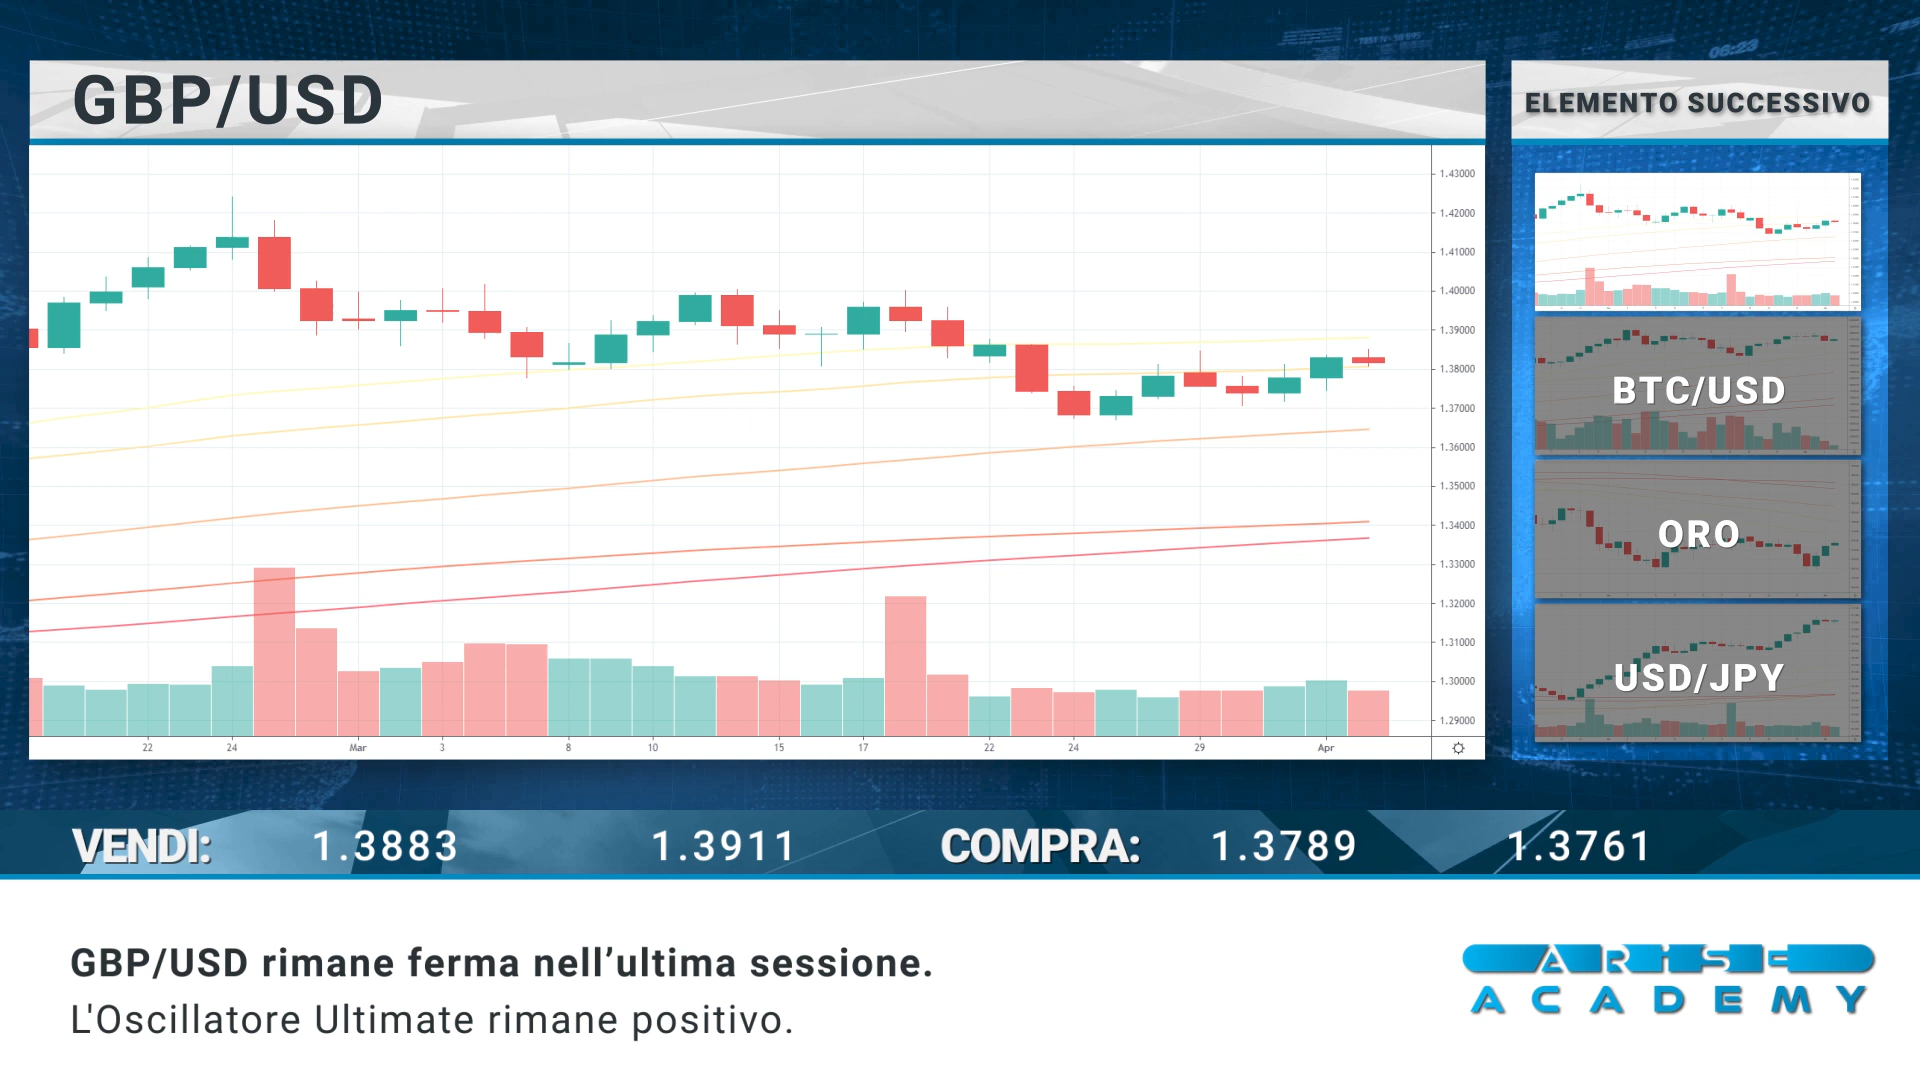 GBP/USD
ELEMENTO SUCCESSIVO
1.43000
1.42000
1.41000
1.40000
1.39000
1.38000
1.37000
1.36000
1.35000
1.34000
1.33000
1.32000
1.31000
1.30000
1.29000
22 24 Mar 3 8 10 15 17 22 24 29 Apr
BTC/USD
ORO
USD/JPY
VENDI: 1.3883 1.3911 COMPRA: 1.3789 1.3761
GBP/USD rimane ferma nell’ultima sessione.
L'Oscillatore Ultimate rimane positivo.
ARISE
ACADEMY